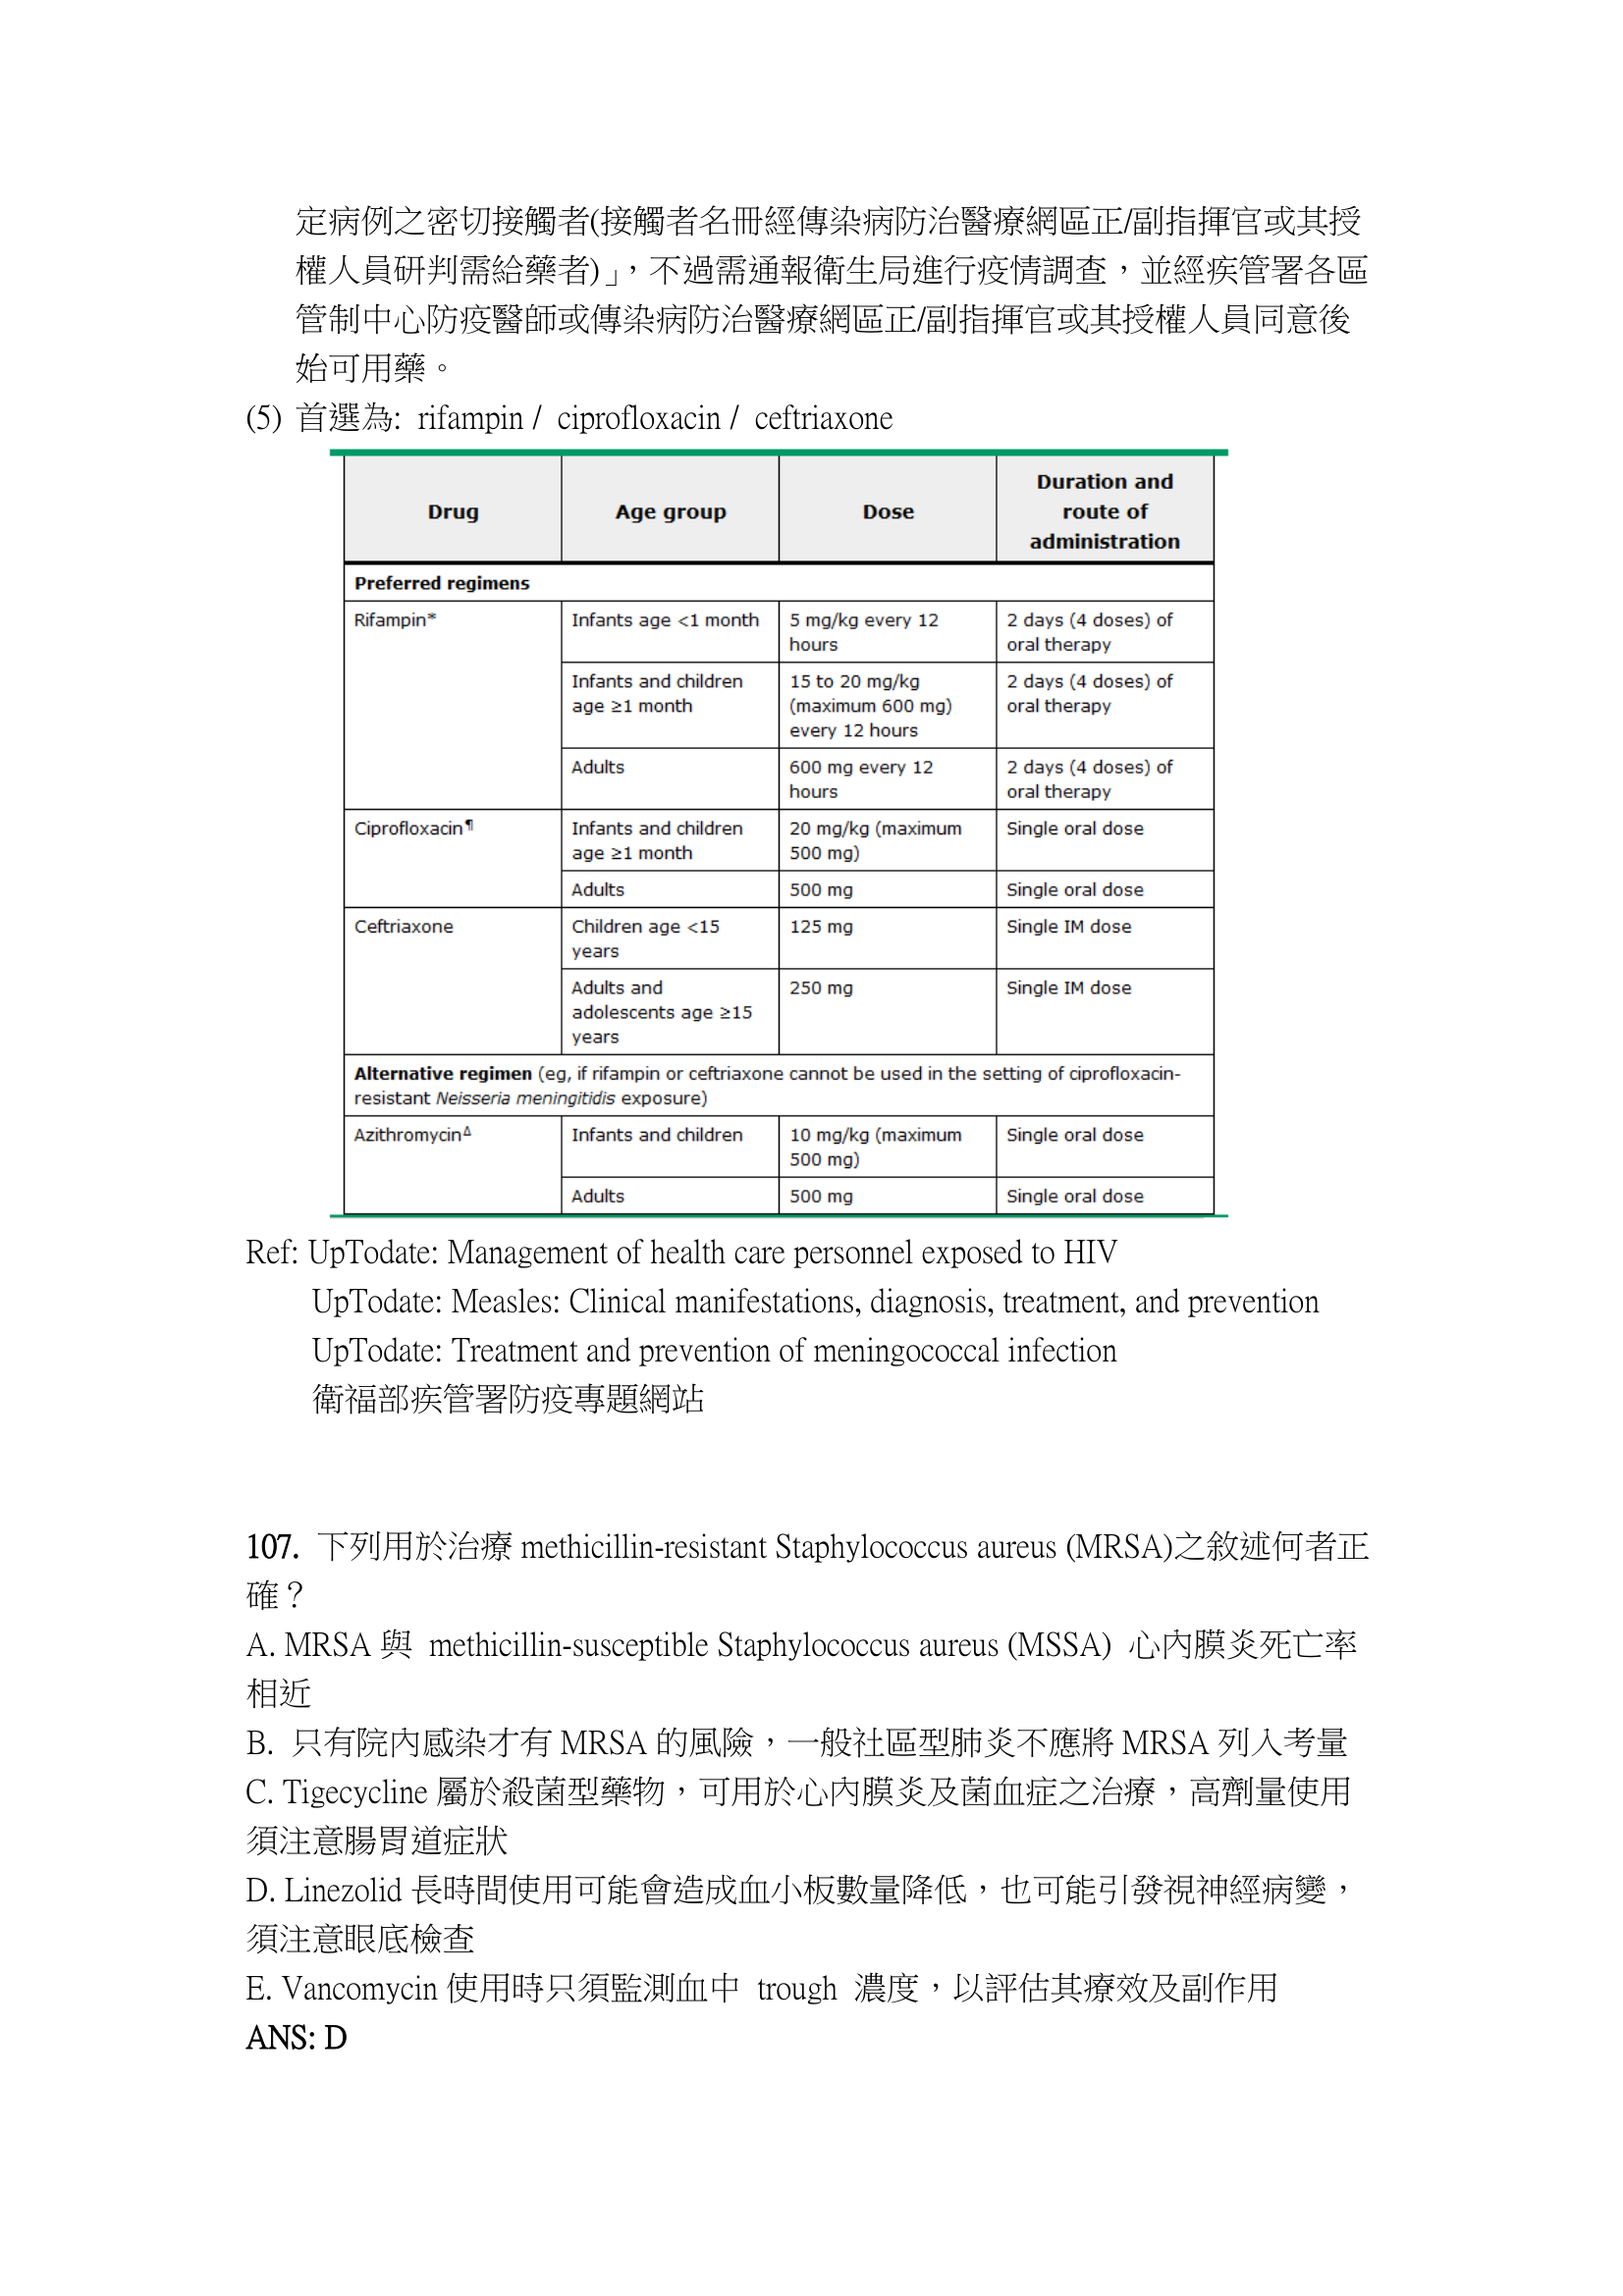 定病例之密切接觸者(接觸者名冊經傳染病防治醫療網區正/副指揮官或其授
權人員研判需給藥者)」，不過需通報衛生局進行疫情調查，並經疾管署各區
管制中心防疫醫師或傳染病防治醫療網區正/副指揮官或其授權人員同意後
始可用藥。
(5) 首選為: rifampin / ciprofloxacin / ceftriaxone
Drug Age group Dose Duration and
route of
administration
Preferred regimens
Rifampin* Infants age <1 month 5 mg/kg every 12 2 days (4 doses) of
hours oral therapy
Infants and children 15 to 20 mg/kg 2 days (4 doses) of
age ≥1 month (maximum 600 mg) oral therapy
every 12 hours
Adults 600 mg every 12 2 days (4 doses) of
hours oral therapy
Ciprofloxacin¶ Infants and children 20 mg/kg (maximum Single oral dose
age ≥1 month 500 mg)
Adults 500 mg Single oral dose
Ceftriaxone Children age <15 125 mg Single IM dose
years
Adults and 250 mg Single IM dose
adolescents age ≥15
years
Alternative regimen (eg, if rifampin or ceftriaxone cannot be used in the setting of ciprofloxacin-
resistant Neisseria meningitidis exposure)
AzithromycinΔ Infants and children 10 mg/kg (maximum Single oral dose
500 mg)
Adults 500 mg Single oral dose
Ref: UpTodate: Management of health care personnel exposed to HIV
UpTodate: Measles: Clinical manifestations, diagnosis, treatment, and prevention
UpTodate: Treatment and prevention of meningococcal infection
衛福部疾管署防疫專題網站
107. 下列用於治療 methicillin-resistant Staphylococcus aureus (MRSA)之敘述何者正
確？
A. MRSA 與 methicillin-susceptible Staphylococcus aureus (MSSA) 心內膜炎死亡率
相近
B. 只有院內感染才有 MRSA 的風險，一般社區型肺炎不應將 MRSA 列入考量
C. Tigecycline 屬於殺菌型藥物，可用於心內膜炎及菌血症之治療，高劑量使用
須注意腸胃道症狀
D. Linezolid 長時間使用可能會造成血小板數量降低，也可能引發視神經病變，
須注意眼底檢查
E. Vancomycin 使用時只須監測血中 trough 濃度，以評估其療效及副作用
ANS: D